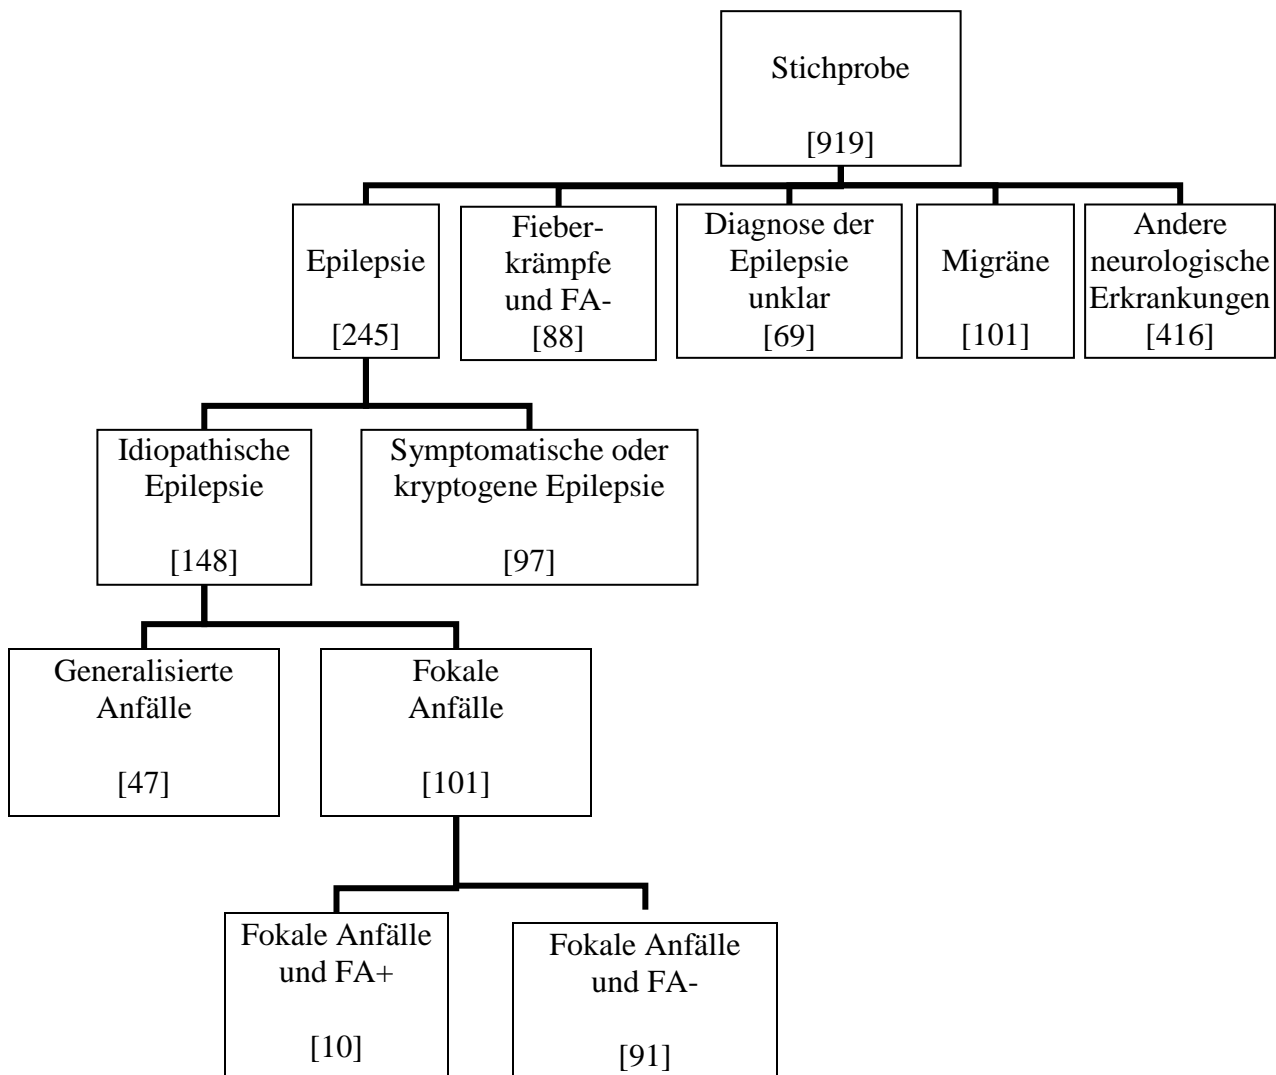 Stichprobe
[919]
Epilepsie
[245]
Fieber-
krämpfe
und FA-
[88]
Diagnose der
Epilepsie
unklar
[69]
Migräne
[101]
Andere
neurologische
Erkrankungen
[416]
Idiopathische
Epilepsie
[148]
Symptomatische oder
kryptogene Epilepsie
[97]
Generalisierte
Anfälle
[47]
Fokale
Anfälle
[101]
Fokale Anfälle
und FA+
[10]
Fokale Anfälle
und FA-
[91]